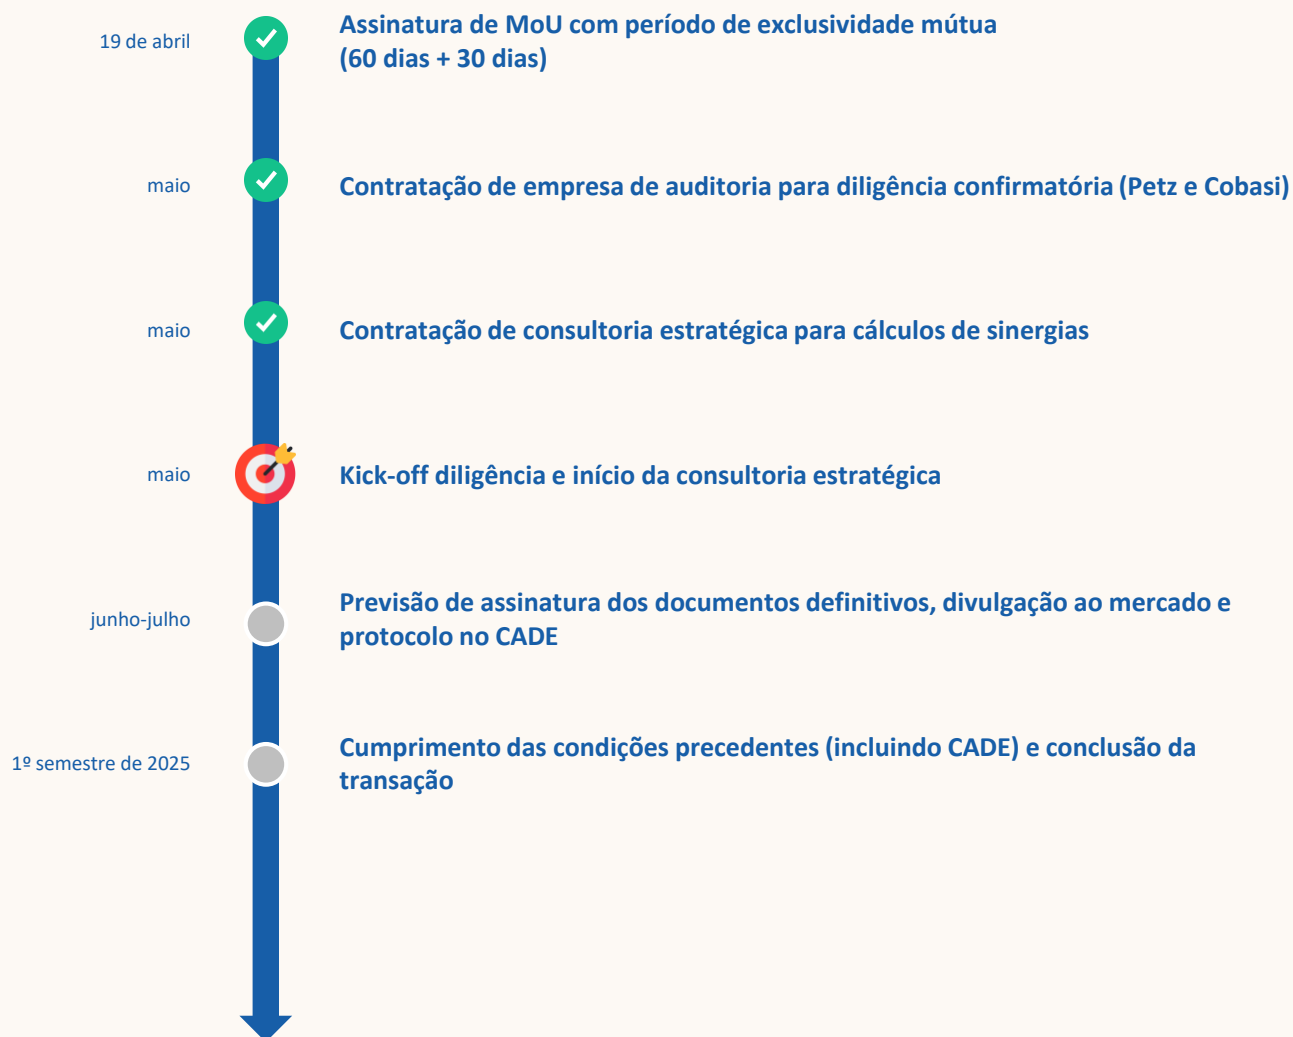 19 de abril
Assinatura de MoU com período de exclusividade mútua
(60 dias + 30 dias)
maio
Contratação de empresa de auditoria para diligência confirmatória (Petz e Cobasi)
maio
Contratação de consultoria estratégica para cálculos de sinergias
maio
Kick-off diligência e início da consultoria estratégica
junho-julho
Previsão de assinatura dos documentos definitivos, divulgação ao mercado e
protocolo no CADE
1º semestre de 2025
Cumprimento das condições precedentes (incluindo CADE) e conclusão da
transação